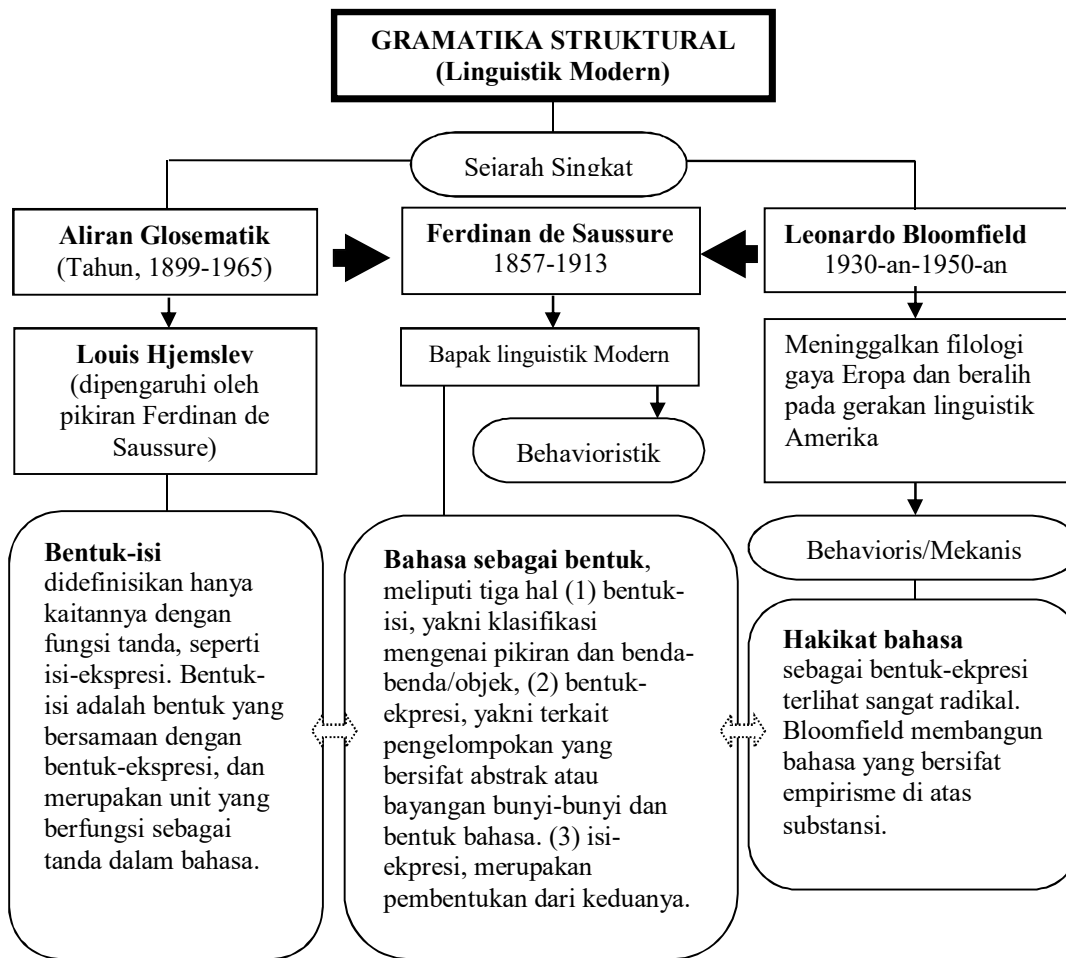 GRAMATIKA STRUKTURAL
(Linguistik Modern)
Sejarah Singkat
Aliran Glosematik
(Tahun, 1899-1965)
Ferdinan de Saussure
1857-1913
Leonardo Bloomfield
1930-an-1950-an
Louis Hjemslev
(dipengaruhi oleh
pikiran Ferdinan de
Saussure)
Bapak linguistik Modern
Behavioristik
Meninggalkan filologi
gaya Eropa dan beralih
pada gerakan linguistik
Amerika
Behavioris/Mekanis
Bentuk-isi
didefinisikan hanya
kaitannya dengan
fungsi tanda, seperti
isi-ekspresi. Bentuk-
isi adalah bentuk yang
bersamaan dengan
bentuk-ekspresi, dan
merupakan unit yang
berfungsi sebagai
tanda dalam bahasa.
Bahasa sebagai bentuk,
meliputi tiga hal (1) bentuk-
isi, yakni klasifikasi
mengenai pikiran dan benda-
benda/objek, (2) bentuk-
ekpresi, yakni terkait
pengelompokan yang
bersifat abstrak atau
bayangan bunyi-bunyi dan
bentuk bahasa. (3) isi-
ekpresi, merupakan
pembentukan dari keduanya.
Hakikat bahasa
sebagai bentuk-ekpresi
terlihat sangat radikal.
Bloomfield membangun
bahasa yang bersifat
empirisme di atas
substansi.